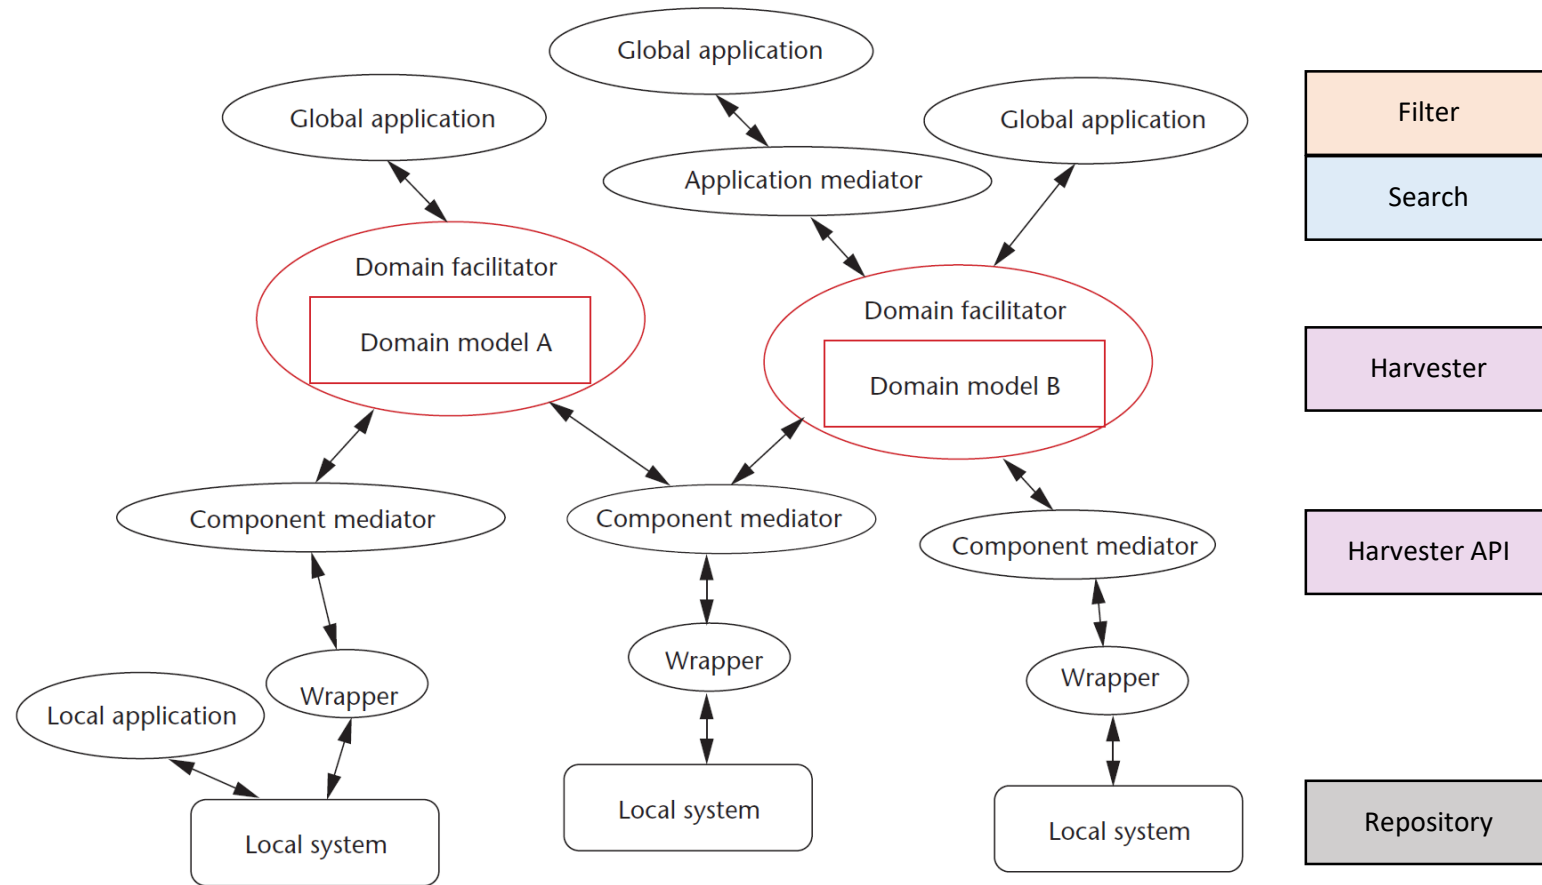 Global application
Global application
Global application
Filter
Application mediator
Search
Domain facilitator
Domain model A
Domain facilitator
Domain model B
Harvester
Component mediator
Component mediator
Component mediator
Harvester API
Wrapper
Wrapper
Wrapper
Local application
Local system
Local system
Local system
Repository